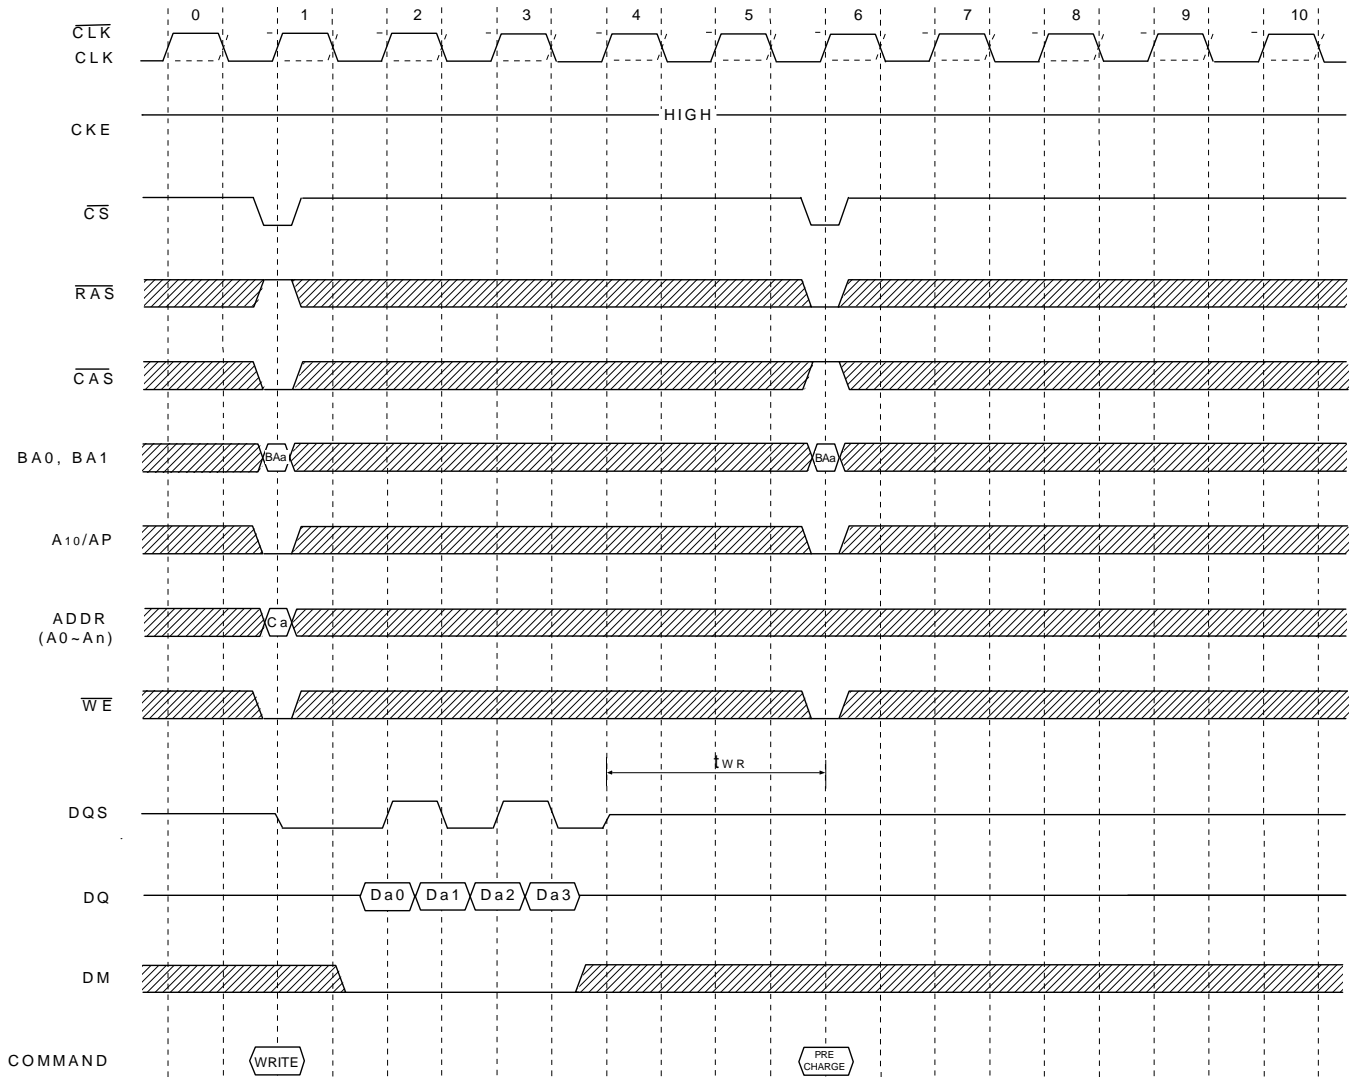 0 1 2 3 4 5 6 7 8 9 10
CLK
CLK
HIGH
CKE
CS
RAS
CAS
BA0, BA1 BAa BAa
A10/AP
ADDR Ca
(A0~An)
WE
tWR
DQS
DQ Da0 Da1 Da2 Da3
DM
COMMAND WRITE PRE
CHARGE